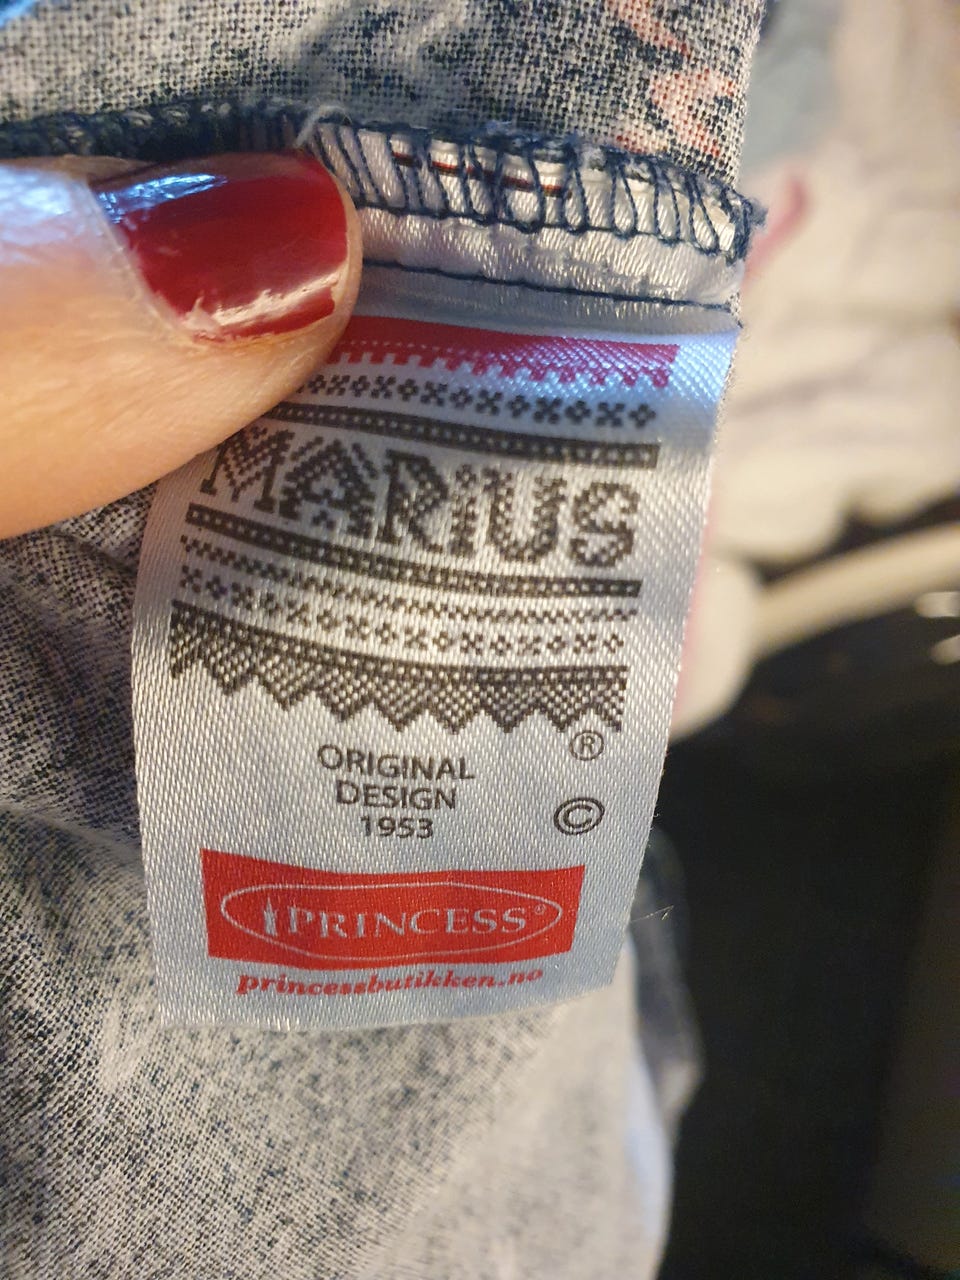 MARiUS
®
ORIGINAL
DESIGN
1953
©
PRINCESS®
princessbutikken.no